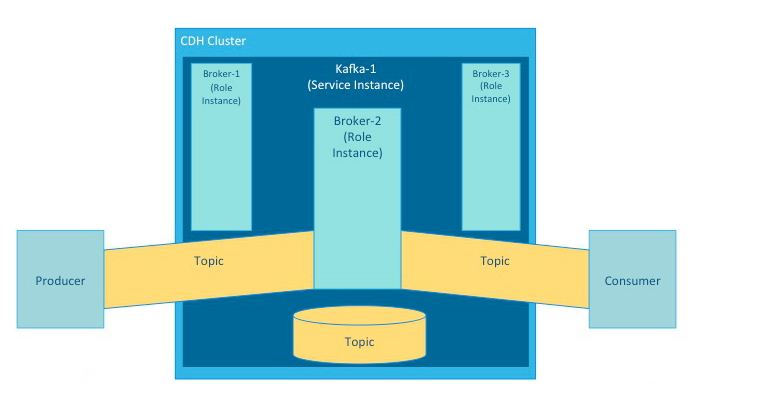 CDH Cluster
Kafka-1
(Service Instance)
Broker-1
(Role
Instance)
Broker-2
(Role
Instance)
Broker-3
(Role
Instance)
Producer
Topic
Topic
Consumer
Topic